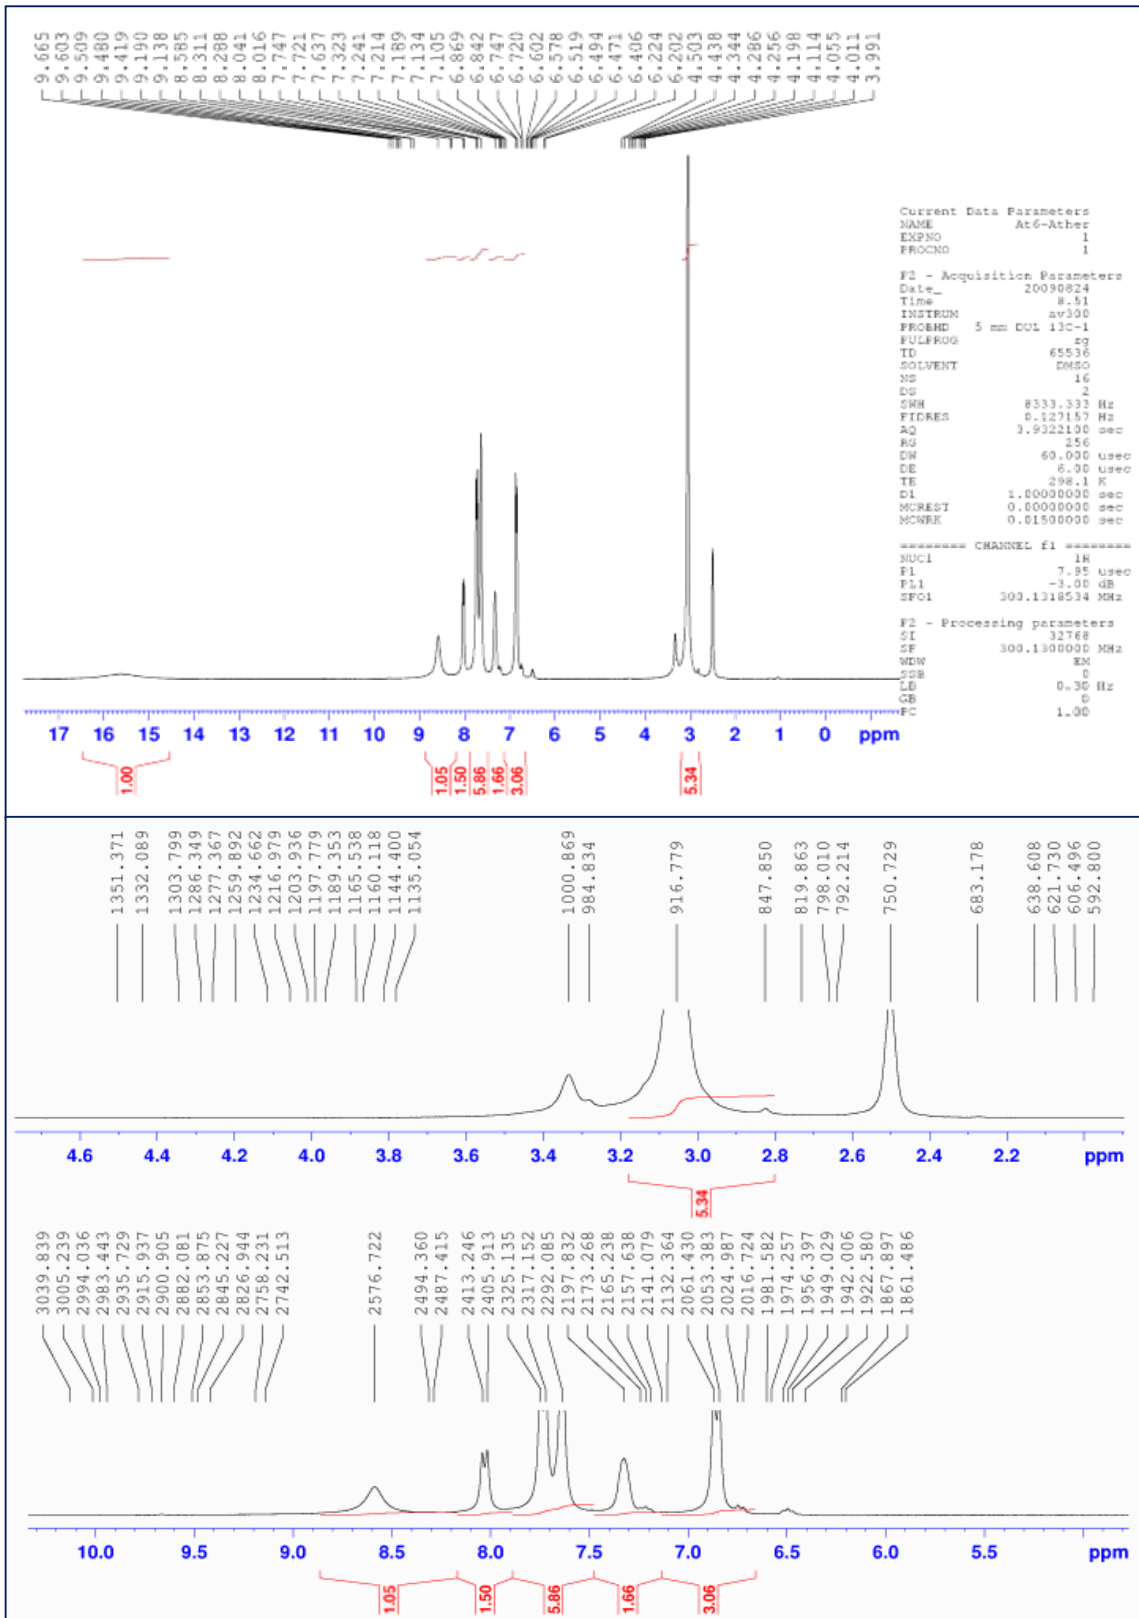 9.665 9.603 9.509 9.480 9.419 9.190 9.138 8.585 8.311 8.288 8.041 8.016 7.747 7.721 7.637 7.323 7.241 7.214 7.189 7.134 7.105 6.869 6.842 6.747 6.720 6.602 6.578 6.519 6.494 6.471 6.406 6.224 6.202 4.503 4.438 4.344 4.286 4.256 4.198 4.114 4.055 4.011 3.991
Current Data Parameters
NAME At6-Ather
EXPNO 1
PROCNO 1
F2 - Acquisition Parameters
Date_ 20090824
Time 8.51
INSTRUM av300
PROBHD 5 mm DUL 13C-1
PULPROG zg
TD 65536
SOLVENT DMSO
NS 16
DS 2
SWH 8333.333 Hz
FIDRES 0.127157 Hz
AQ 3.9322100 sec
RG 256
DW 60.000 usec
DE 6.00 usec
TE 298.1 K
D1 1.00000000 sec
MCREST 0.00000000 sec
MCWRK 0.01500000 sec
======== CHANNEL f1 ========
NUC1 1H
P1 7.95 usec
PL1 -3.00 dB
SFO1 300.1318534 MHz
F2 - Processing parameters
SI 32768
SF 300.1300000 MHz
WDW EM
SSB 0
LB 0.30 Hz
GB 0
PC 1.00
17 16 15 14 13 12 11 10 9 8 7 6 5 4 3 2 1 0 ppm
1.00 1.05 1.50 5.86 1.66 3.06 5.34
1351.371 1332.089 1303.799 1286.349 1277.367 1259.892 1234.662 1216.979 1203.936 1197.779 1189.353 1165.538 1160.118 1144.400 1135.054 1000.869 984.834 916.779 847.850 819.863 798.010 792.214 750.729 683.178 638.608 621.730 606.496 592.800
4.6 4.4 4.2 4.0 3.8 3.6 3.4 3.2 3.0 2.8 2.6 2.4 2.2 ppm
5.34
3039.839 3005.239 2994.036 2983.443 2935.729 2915.937 2900.905 2882.081 2853.875 2845.227 2826.944 2758.231 2742.513 2576.722 2494.360 2487.415 2413.246 2405.913 2325.135 2317.152 2292.085 2197.832 2173.268 2165.238 2157.638 2141.079 2132.364 2061.430 2053.383 2024.987 2016.724 1981.582 1974.257 1956.397 1949.029 1942.006 1922.580 1867.897 1861.486
10.0 9.5 9.0 8.5 8.0 7.5 7.0 6.5 6.0 5.5 ppm
1.05 1.50 5.86 1.66 3.06